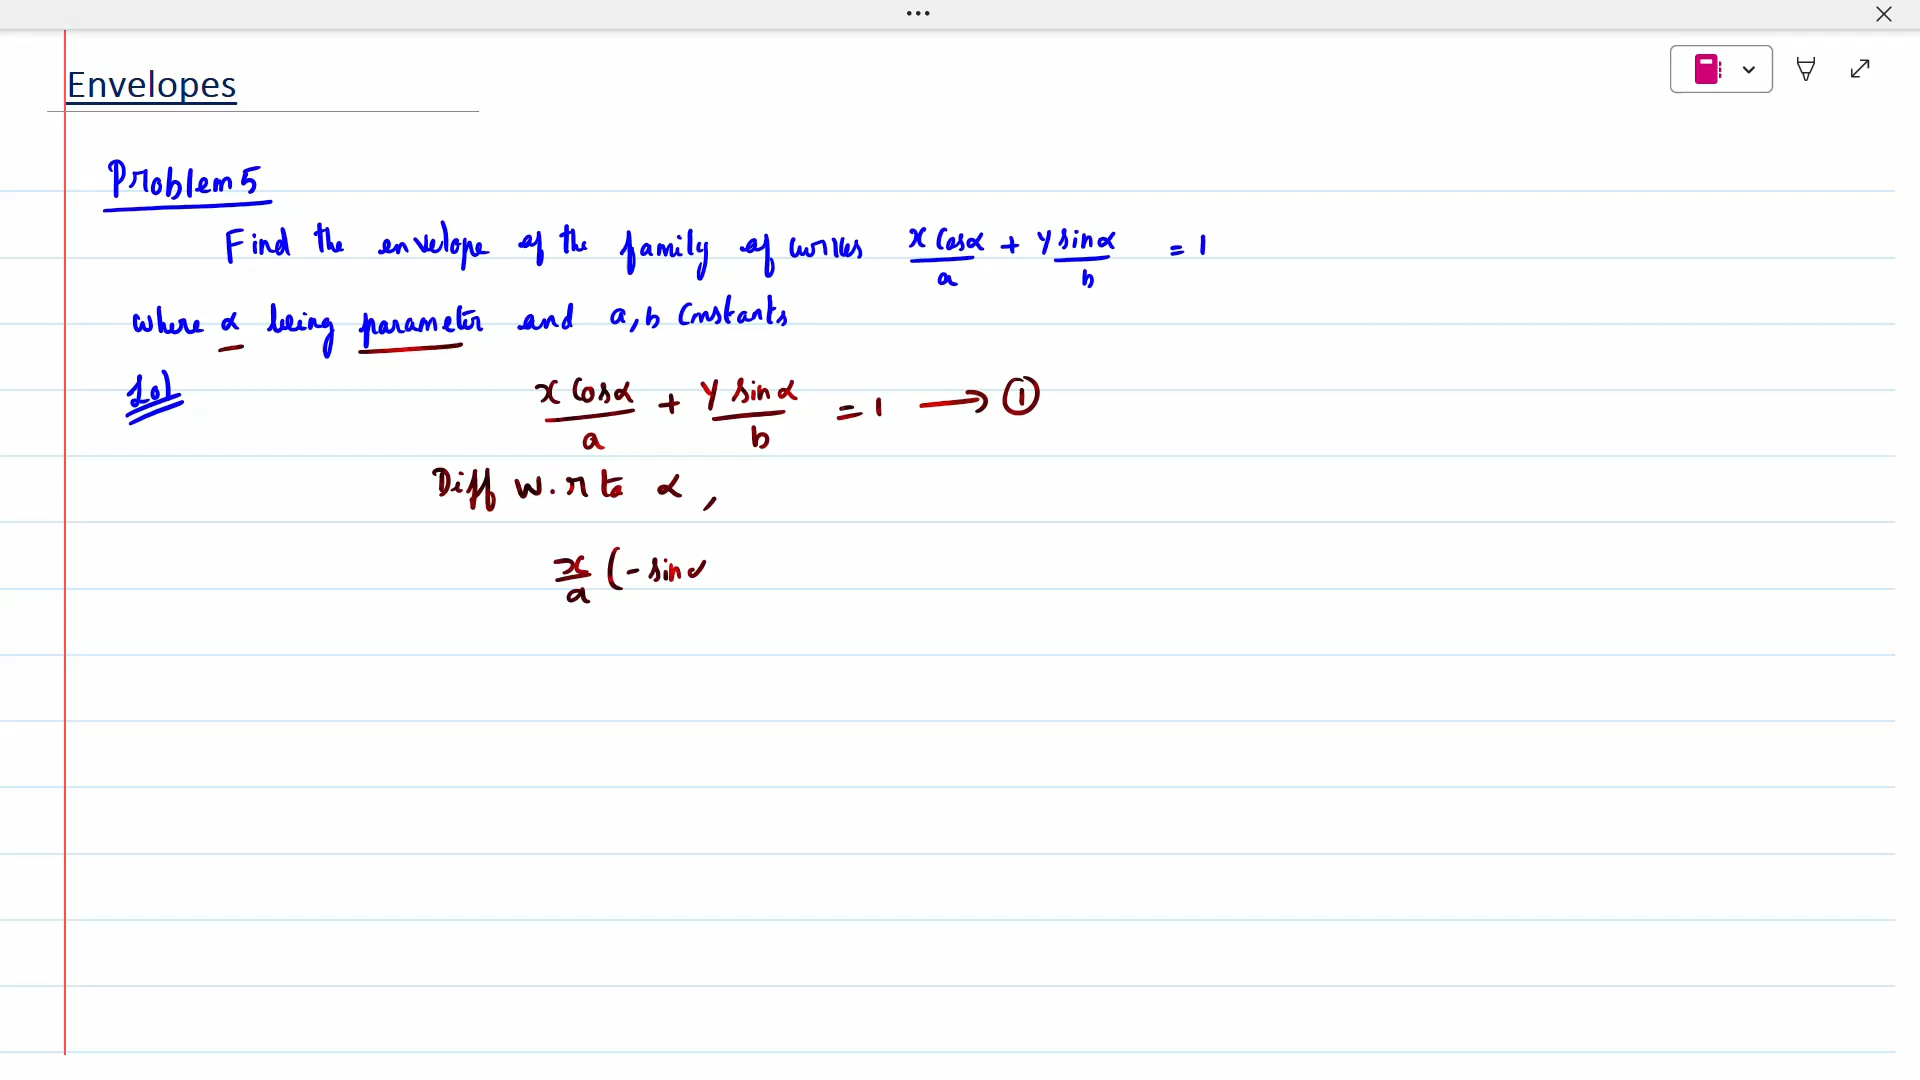 Envelopes
Problem 5
Find the envelope of the family of curves x cosα/a + y sinα/b = 1
where α being parameter and a, b constants
Sol
x cosα/a + y sinα/b = 1 → ①
Diff w.r to α,
x/a (- sin